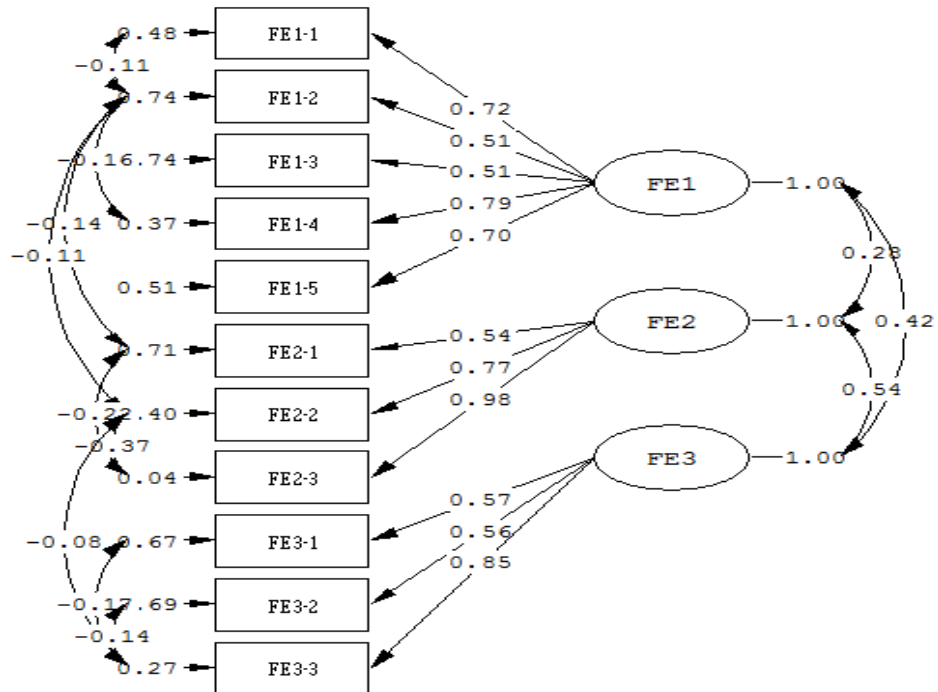 0.48 FE1-1
-0.11
0.74 FE1-2
0.72
0.51
-0.16.74 FE1-3 0.51
FE1 1.00
0.79
-0.14 0.37 FE1-4
0.70
-0.11 0.28
0.51 FE1-5
FE2 1.00 0.42
0.54
0.71 FE2-1
0.77
0.54
0.98
-0.22.40 FE2-2
-0.37
FE3 1.00
0.04 FE2-3
0.57
-0.08 0.67 FE3-1
0.56
0.85
-0.17.69 FE3-2
-0.14
0.27 FE3-3